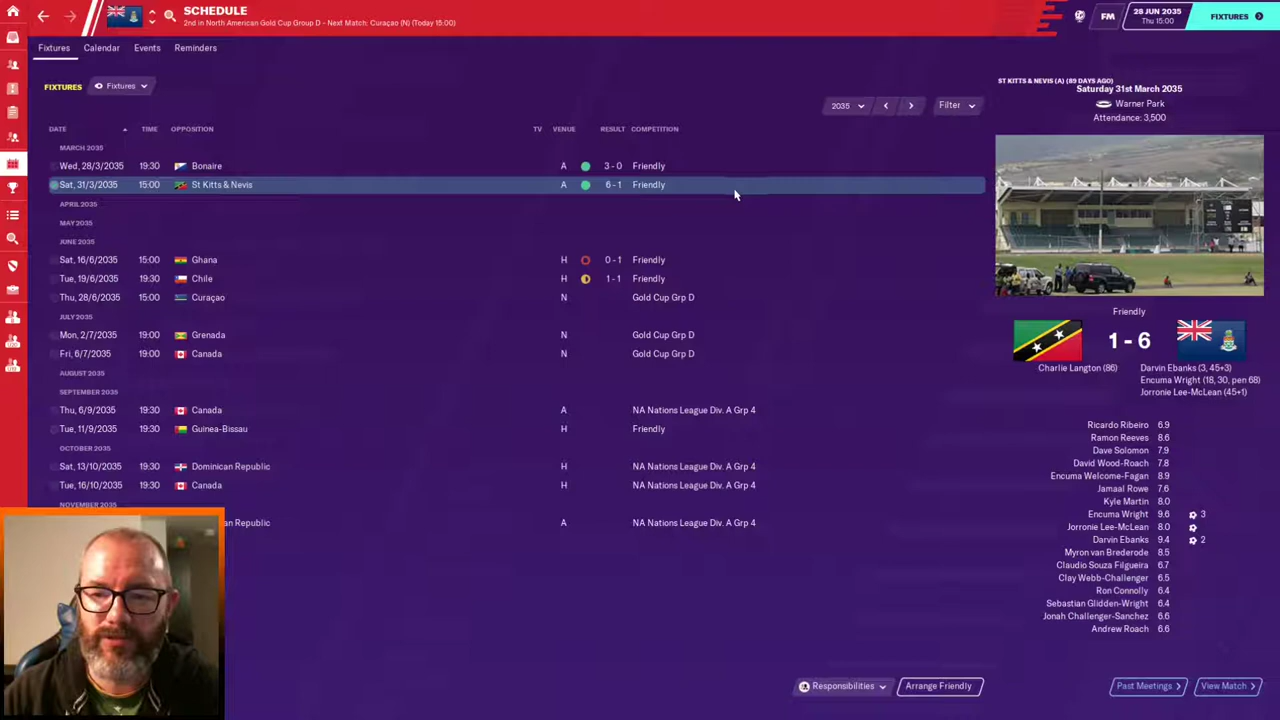 SCHEDULE
2nd in North American Gold Cup Group D - Next Match: Curaçao (N) (Today 15:00)
FM
28 JUN 2035
Thu 15:00
FIXTURES
Fixtures Calendar Events Reminders
FIXTURES Fixtures
2035 Filter
DATE TIME OPPOSITION TV VENUE RESULT COMPETITION
MARCH 2035
Wed, 28/3/2035 19:30 Bonaire A 3 - 0 Friendly
Sat, 31/3/2035 15:00 St Kitts & Nevis A 6 - 1 Friendly
APRIL 2035
MAY 2035
JUNE 2035
Sat, 16/6/2035 15:00 Ghana H 0 - 1 Friendly
Tue, 19/6/2035 19:30 Chile H 1 - 1 Friendly
Thu, 28/6/2035 15:00 Curaçao N Gold Cup Grp D
JULY 2035
Mon, 2/7/2035 19:00 Grenada N Gold Cup Grp D
Fri, 6/7/2035 19:00 Canada N Gold Cup Grp D
AUGUST 2035
SEPTEMBER 2035
Thu, 6/9/2035 19:30 Canada A NA Nations League Div. A Grp 4
Tue, 11/9/2035 19:30 Guinea-Bissau H Friendly
OCTOBER 2035
Sat, 13/10/2035 19:30 Dominican Republic H NA Nations League Div. A Grp 4
Tue, 16/10/2035 19:30 Canada H NA Nations League Div. A Grp 4
NOVEMBER 2035
an Republic A NA Nations League Div. A Grp 4
ST KITTS & NEVIS (A) (89 DAYS AGO)
Saturday 31st March 2035
Warner Park
Attendance: 3,500
Friendly
1 - 6
Charlie Langton (86)
Darvin Ebanks (3, 45+3)
Encuma Wright (18, 30, pen 68)
Jorronie Lee-McLean (45+1)
Ricardo Ribeiro 6.9
Ramon Reeves 8.6
Dave Solomon 7.9
David Wood-Roach 7.8
Encuma Welcome-Fagan 8.9
Jamaal Rowe 7.6
Kyle Martin 8.0
Encuma Wright 9.6 3
Jorronie Lee-McLean 8.0
Darvin Ebanks 9.4 2
Myron van Brederode 8.5
Claudio Souza Filgueira 6.7
Clay Webb-Challenger 6.5
Ron Connolly 6.4
Sebastian Glidden-Wright 6.4
Jonah Challenger-Sanchez 6.6
Andrew Roach 6.6
Responsibilities Arrange Friendly Past Meetings View Match